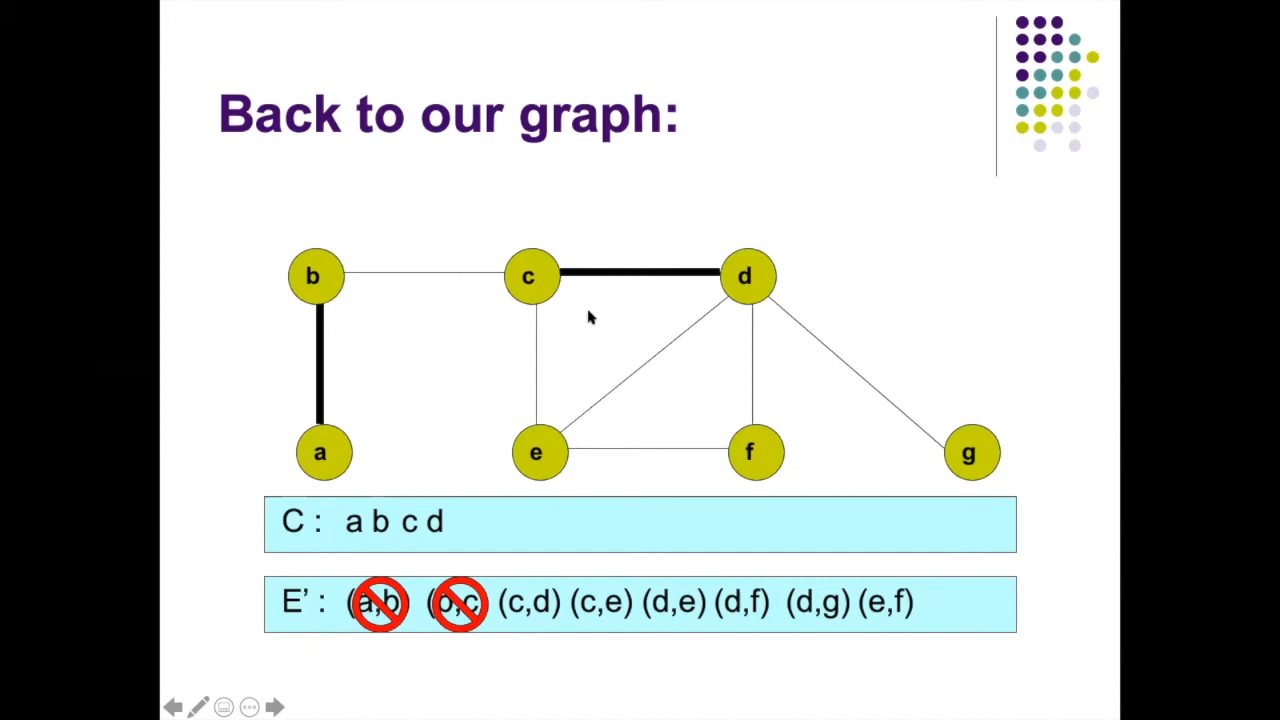 Back to our graph:
b c d
a e f g
C : a b c d
E’ : (a,b) (b,c) (c,d) (c,e) (d,e) (d,f) (d,g) (e,f)